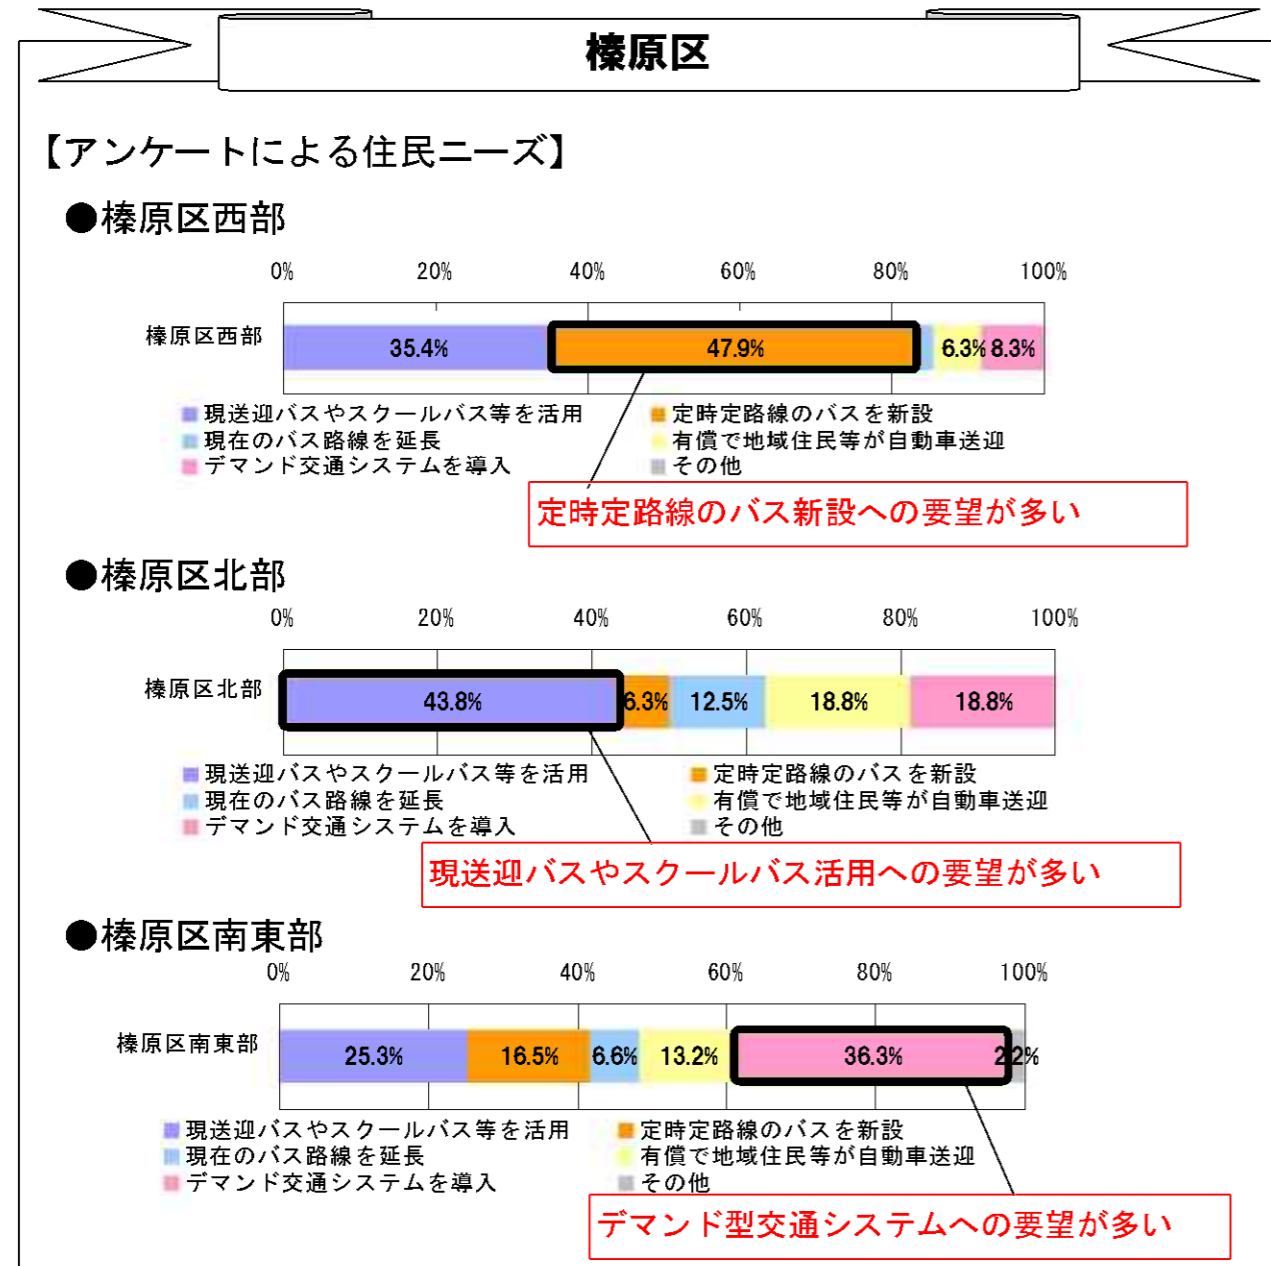 榛原区
【アンケートによる住民ニーズ】
●榛原区西部
0% 20% 40% 60% 80% 100%
榛原区西部 35.4% 47.9% 6.3% 8.3%
現送迎バスやスクールバス等を活用 定時定路線のバスを新設
現在のバス路線を延長 有償で地域住民等が自動車送迎
デマンド交通システムを導入 その他
定時定路線のバス新設への要望が多い
●榛原区北部
0% 20% 40% 60% 80% 100%
榛原区北部 43.8% 6.3% 12.5% 18.8% 18.8%
現送迎バスやスクールバス等を活用 定時定路線のバスを新設
現在のバス路線を延長 有償で地域住民等が自動車送迎
デマンド交通システムを導入 その他
現送迎バスやスクールバス活用への要望が多い
●榛原区南東部
0% 20% 40% 60% 80% 100%
榛原区南東部 25.3% 16.5% 6.6% 13.2% 36.3% 2.2%
現送迎バスやスクールバス等を活用 定時定路線のバスを新設
現在のバス路線を延長 有償で地域住民等が自動車送迎
デマンド交通システムを導入 その他
デマンド型交通システムへの要望が多い